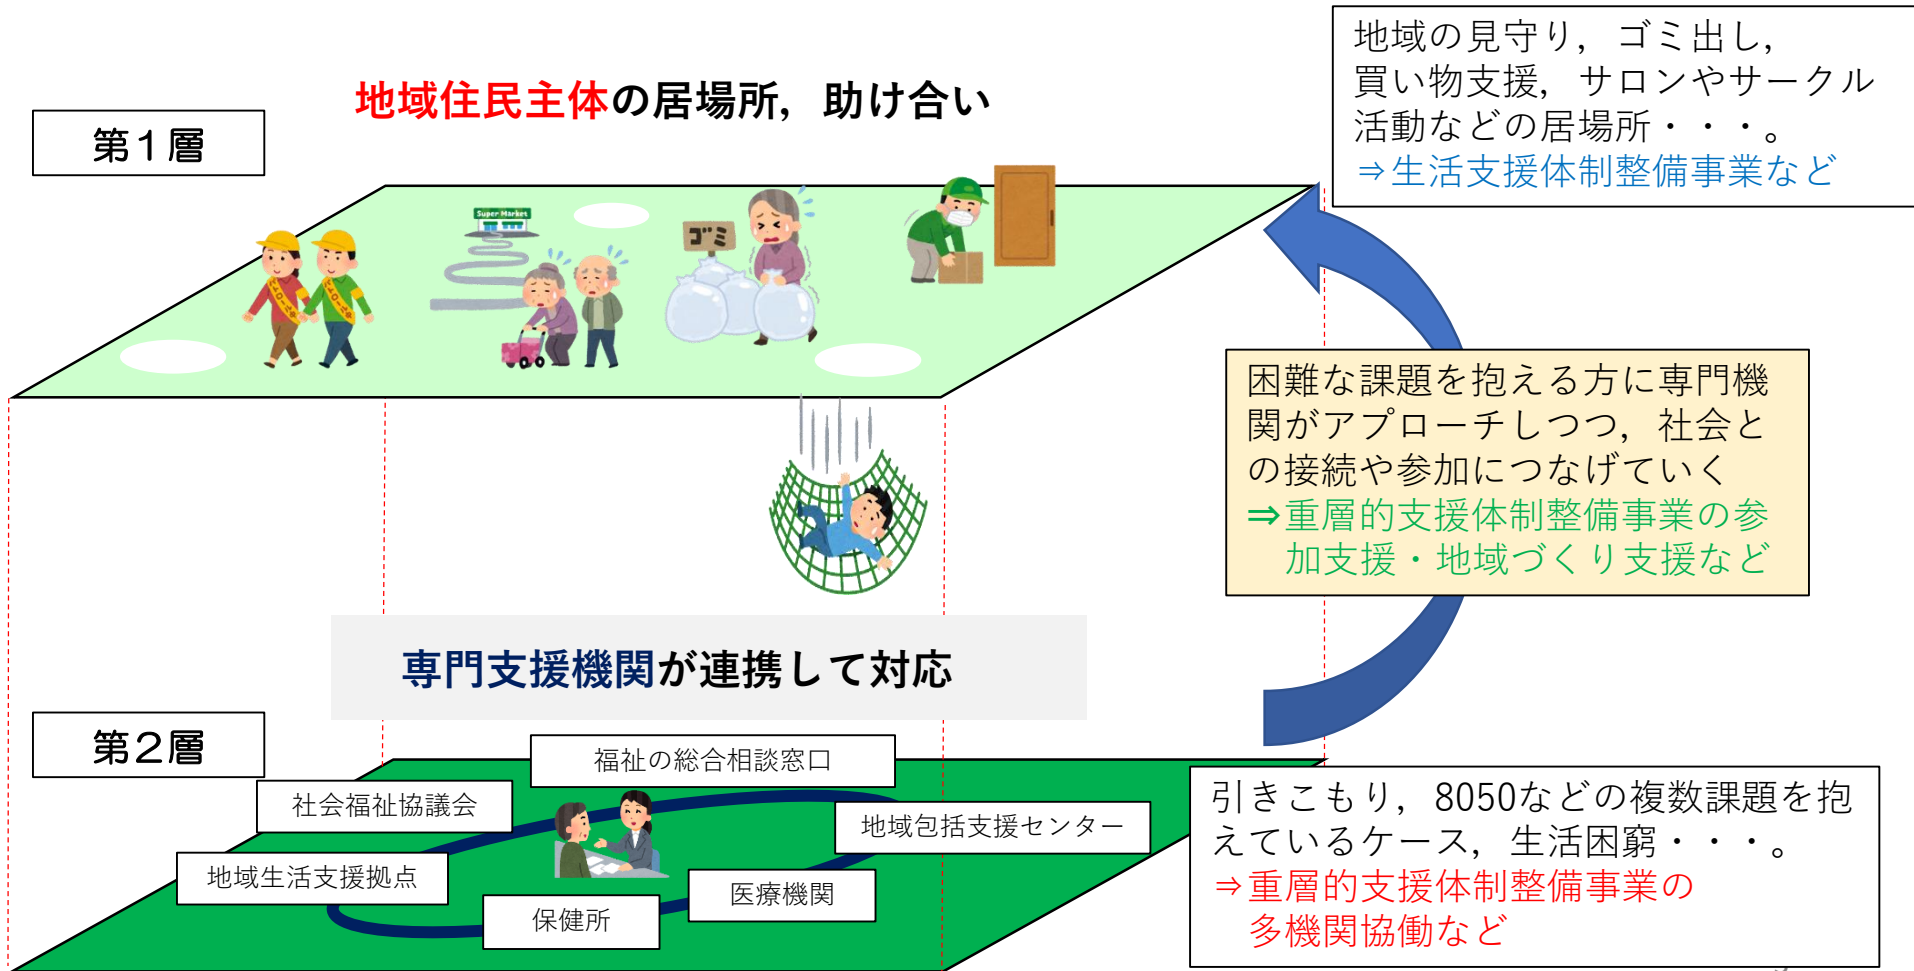 地域の見守り，ゴミ出し，
買い物支援，サロンやサークル
活動などの居場所・・・。
⇒生活支援体制整備事業など
地域住民主体の居場所，助け合い
第１層
Super Market
ゴミ
パトロール
パトロール
困難な課題を抱える方に専門機
関がアプローチしつつ，社会と
の接続や参加につなげていく
⇒重層的支援体制整備事業の参
加支援・地域づくり支援など
専門支援機関が連携して対応
第２層
福祉の総合相談窓口
社会福祉協議会
地域包括支援センター
地域生活支援拠点
医療機関
保健所
引きこもり，8050などの複数課題を抱
えているケース，生活困窮・・・。
⇒重層的支援体制整備事業の
多機関協働など